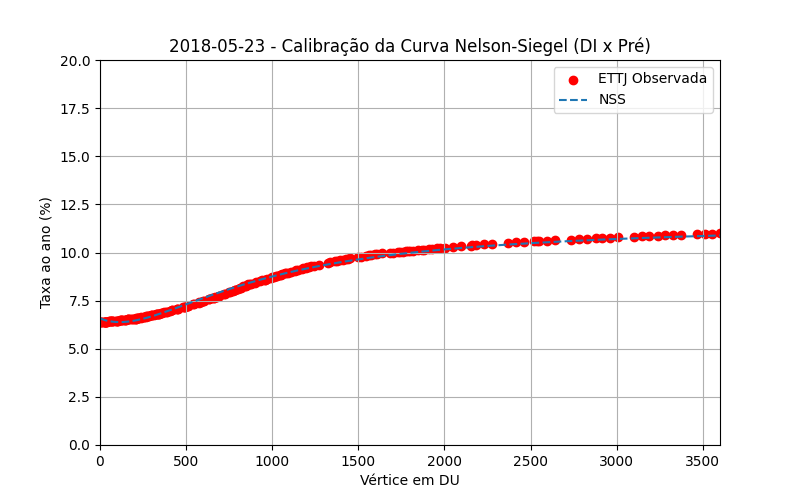 2018-05-23 - Calibração da Curva Nelson-Siegel (DI x Pré)
ETTJ Observada
NSS
Taxa ao ano (%)
20.0
17.5
15.0
12.5
10.0
7.5
5.0
2.5
0.0
0 500 1000 1500 2000 2500 3000 3500
Vértice em DU